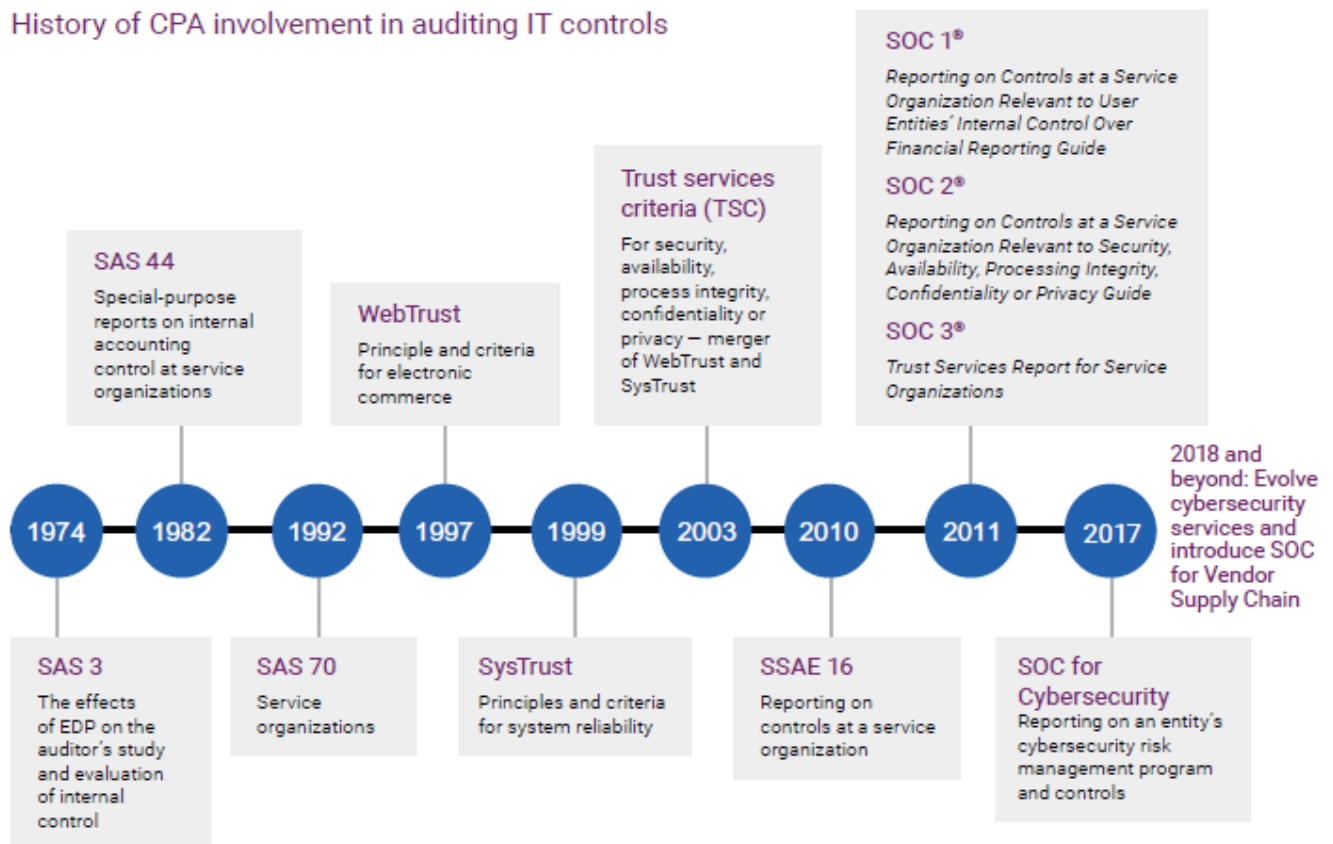 History of CPA involvement in auditing IT controls
SOC 1®
Reporting on Controls at a Service
Organization Relevant to User
Entities' Internal Control Over
Financial Reporting Guide
SOC 2®
Reporting on Controls at a Service
Organization Relevant to Security,
Availability, Processing Integrity,
Confidentiality or Privacy Guide
SOC 3®
Trust Services Report for Service
Organizations
Trust services
criteria (TSC)
For security,
availability,
process integrity,
confidentiality or
privacy — merger
of WebTrust and
SysTrust
SAS 44
Special-purpose
reports on internal
accounting
control at service
organizations
WebTrust
Principle and criteria
for electronic
commerce
1974
1982
1992
1997
1999
2003
2010
2011
2017
2018 and
beyond: Evolve
cybersecurity
services and
introduce SOC
for Vendor
Supply Chain
SAS 3
The effects
of EDP on the
auditor's study
and evaluation
of internal
control
SAS 70
Service
organizations
SysTrust
Principles and criteria
for system reliability
SSAE 16
Reporting on
controls at a service
organization
SOC for
Cybersecurity
Reporting on an entity's
cybersecurity risk
management program
and controls